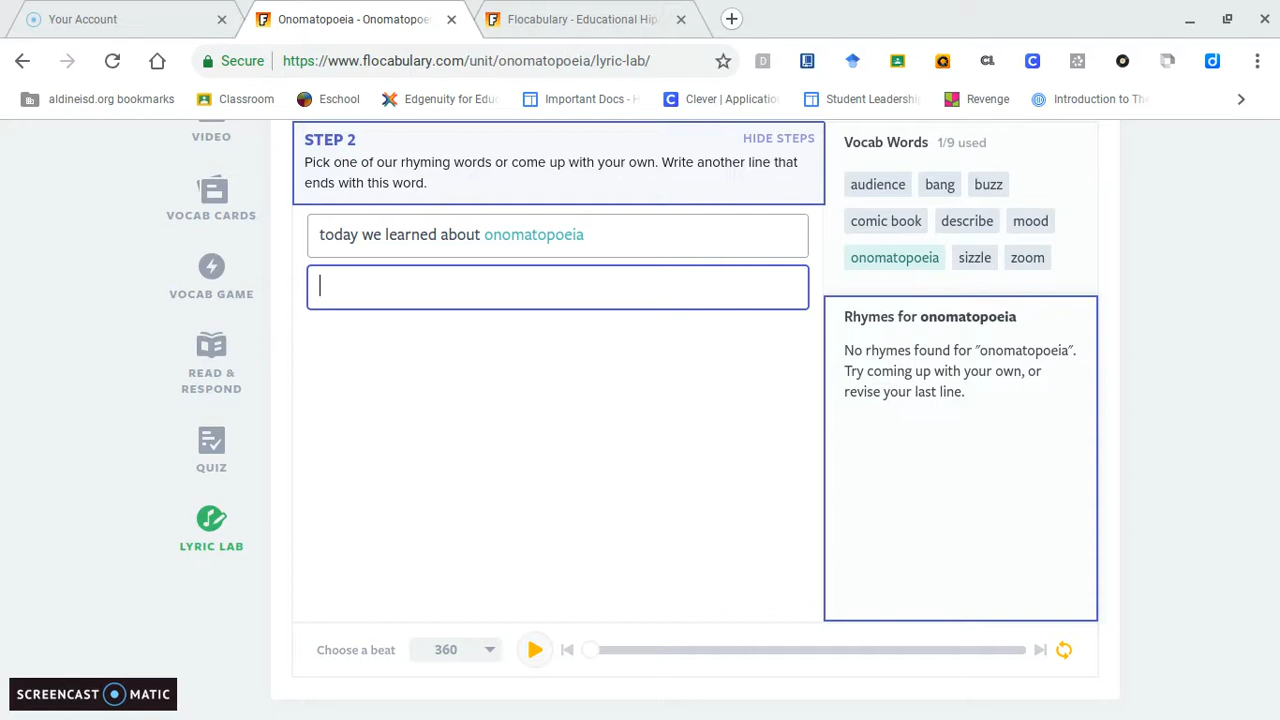 Your Account
Onomatopoeia - Onomatopoe
Flocabulary - Educational Hip
Secure
https://www.flocabulary.com/unit/onomatopoeia/lyric-lab/
aldineisd.org bookmarks
Classroom
Eschool
Edgenuity for Educ
Important Docs - H
Clever | Applicatio
Student Leadership
Revenge
Introduction to The
VIDEO
VOCAB CARDS
VOCAB GAME
READ &
RESPOND
QUIZ
LYRIC LAB
STEP 2
HIDE STEPS
Pick one of our rhyming words or come up with your own. Write another line that
ends with this word.
today we learned about onomatopoeia
Vocab Words 1/9 used
audience bang buzz
comic book describe mood
onomatopoeia sizzle zoom
Rhymes for onomatopoeia
No rhymes found for "onomatopoeia".
Try coming up with your own, or
revise your last line.
Choose a beat 360
SCREENCAST MATIC